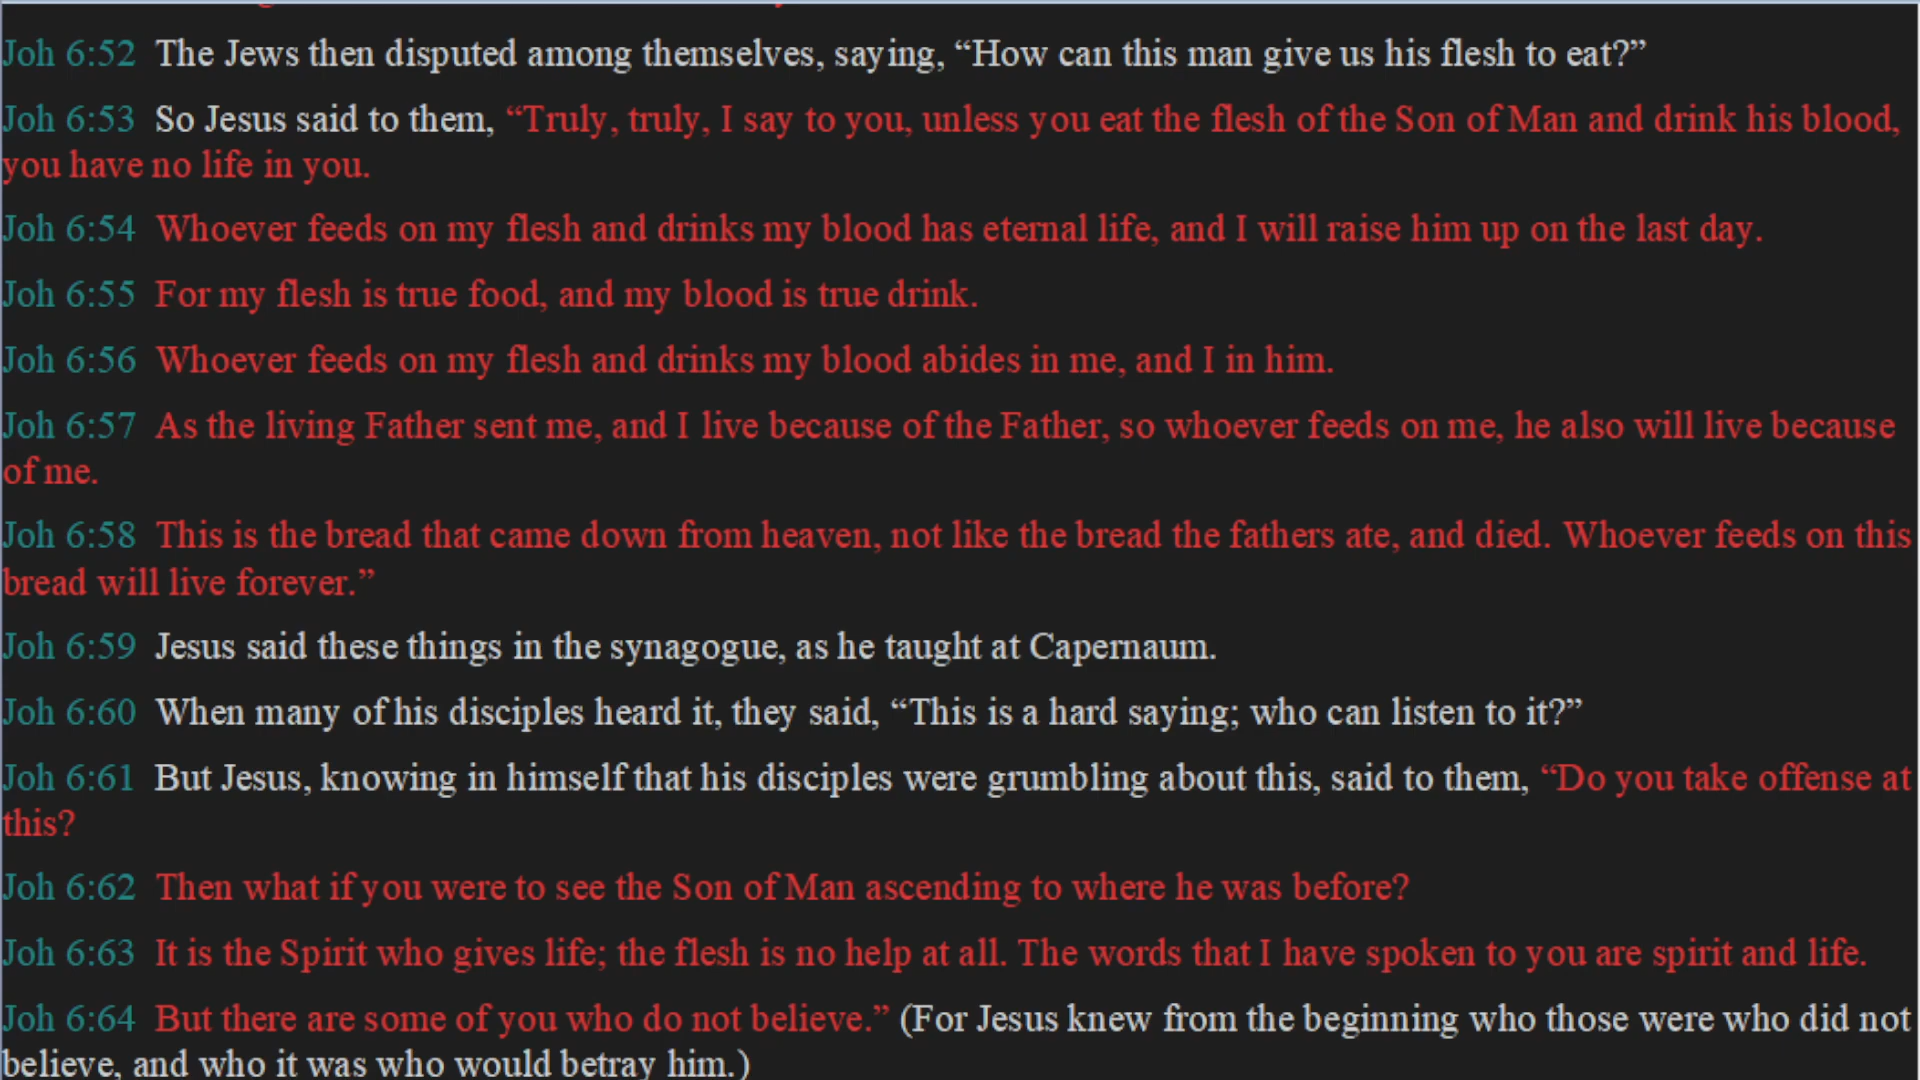 Joh 6:52 The Jews then disputed among themselves, saying, “How can this man give us his flesh to eat?”
Joh 6:53 So Jesus said to them, “Truly, truly, I say to you, unless you eat the flesh of the Son of Man and drink his blood,
you have no life in you.
Joh 6:54 Whoever feeds on my flesh and drinks my blood has eternal life, and I will raise him up on the last day.
Joh 6:55 For my flesh is true food, and my blood is true drink.
Joh 6:56 Whoever feeds on my flesh and drinks my blood abides in me, and I in him.
Joh 6:57 As the living Father sent me, and I live because of the Father, so whoever feeds on me, he also will live because
of me.
Joh 6:58 This is the bread that came down from heaven, not like the bread the fathers ate, and died. Whoever feeds on this
bread will live forever.”
Joh 6:59 Jesus said these things in the synagogue, as he taught at Capernaum.
Joh 6:60 When many of his disciples heard it, they said, “This is a hard saying; who can listen to it?”
Joh 6:61 But Jesus, knowing in himself that his disciples were grumbling about this, said to them, “Do you take offense at
this?
Joh 6:62 Then what if you were to see the Son of Man ascending to where he was before?
Joh 6:63 It is the Spirit who gives life; the flesh is no help at all. The words that I have spoken to you are spirit and life.
Joh 6:64 But there are some of you who do not believe.” (For Jesus knew from the beginning who those were who did not
believe, and who it was who would betray him.)